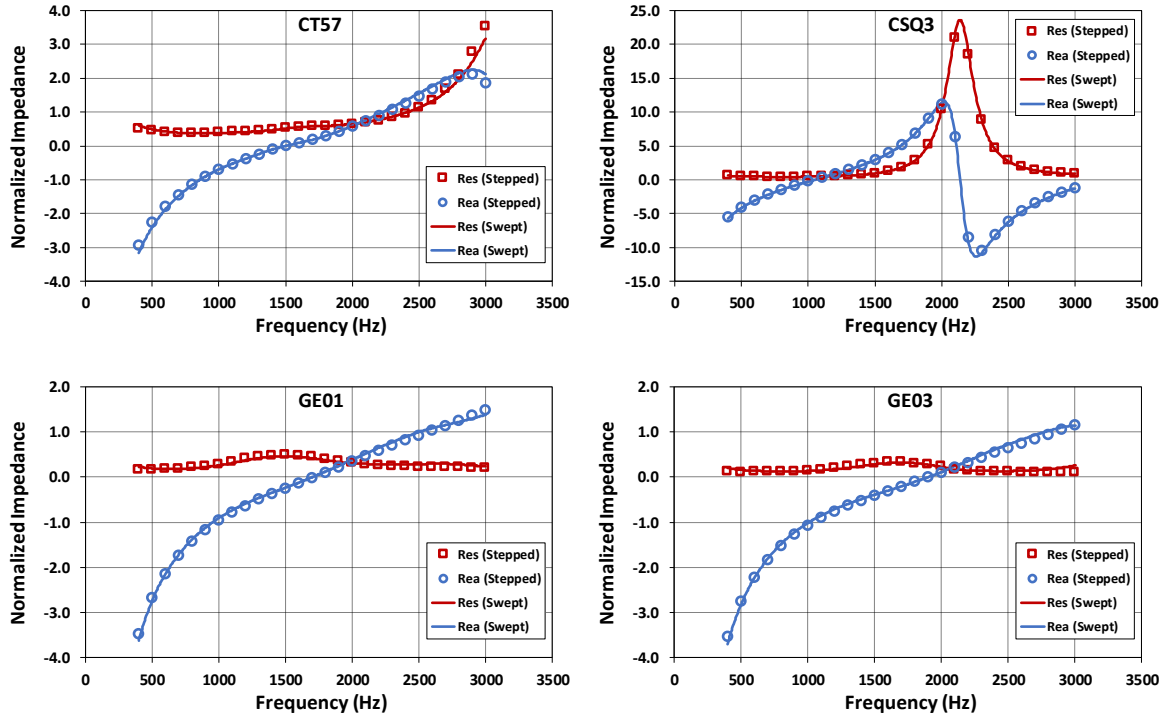 CT57
Normalized Impedance
4.0
3.0
2.0
1.0
0.0
-1.0
-2.0
-3.0
-4.0
Res (Stepped)
Rea (Stepped)
Res (Swept)
Rea (Swept)
0 500 1000 1500 2000 2500 3000 3500
Frequency (Hz)
CSQ3
Normalized Impedance
25.0
20.0
15.0
10.0
5.0
0.0
-5.0
-10.0
-15.0
Res (Stepped)
Rea (Stepped)
Res (Swept)
Rea (Swept)
0 500 1000 1500 2000 2500 3000 3500
Frequency (Hz)
GE01
Normalized Impedance
2.0
1.0
0.0
-1.0
-2.0
-3.0
-4.0
Res (Stepped)
Rea (Stepped)
Res (Swept)
Rea (Swept)
0 500 1000 1500 2000 2500 3000 3500
Frequency (Hz)
GE03
Normalized Impedance
2.0
1.0
0.0
-1.0
-2.0
-3.0
-4.0
Res (Stepped)
Rea (Stepped)
Res (Swept)
Rea (Swept)
0 500 1000 1500 2000 2500 3000 3500
Frequency (Hz)